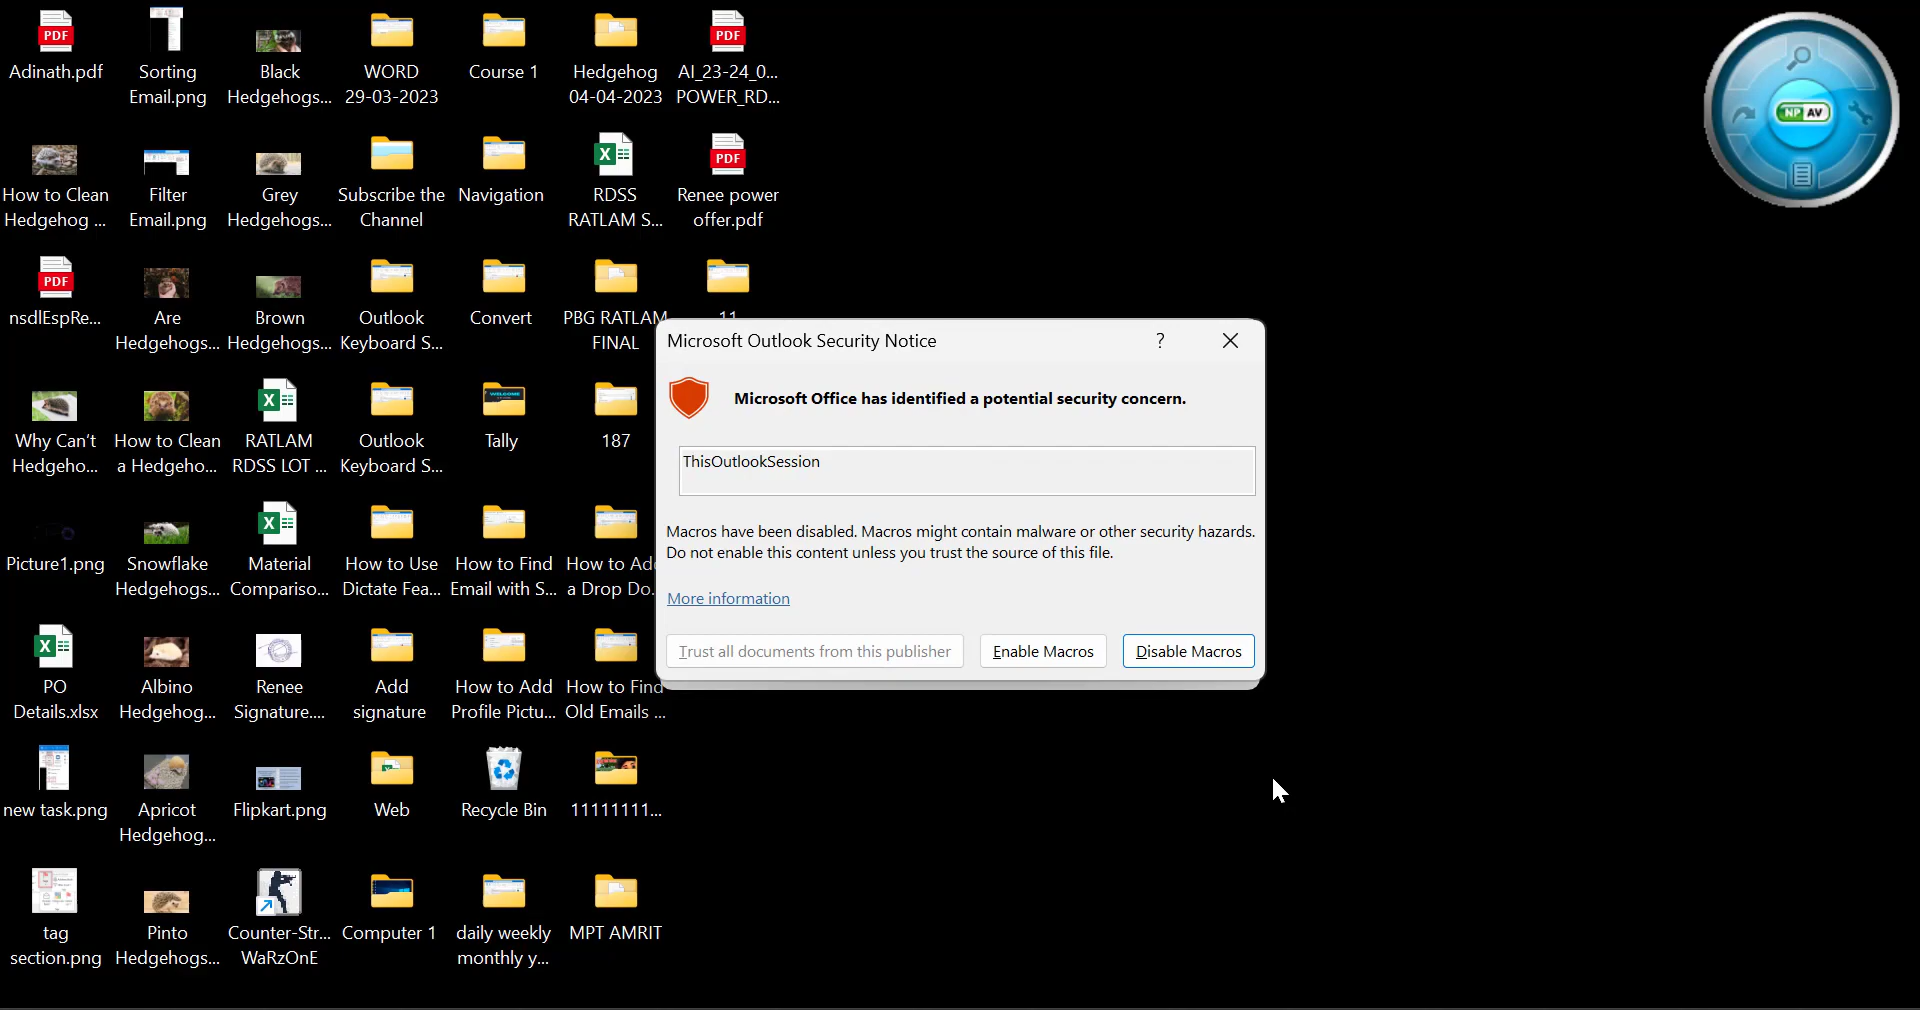 Adinath.pdf
Sorting
Email.png
Black
Hedgehogs...
WORD
29-03-2023
Course 1
Hedgehog
04-04-2023
AI_23-24_0...
POWER_RD...
How to Clean
Hedgehog ...
Filter
Email.png
Grey
Hedgehogs...
Subscribe the
Channel
Navigation
RDSS
RATLAM S...
Renee power
offer.pdf
nsdlEspRe...
Are
Hedgehogs...
Brown
Hedgehogs...
Outlook
Keyboard S...
Convert
PBG RATLAM
FINAL
11
Why Can't
Hedgeho...
How to Clean
a Hedgeho...
RATLAM
RDSS LOT ...
Outlook
Keyboard S...
WELCOME
Tally
187
Picture1.png
Snowflake
Hedgehogs...
Material
Compariso...
How to Use
Dictate Fea...
How to Find
Email with S...
How to Ad
a Drop Do.
PO
Details.xlsx
Albino
Hedgehog...
Renee
Signature....
Add
signature
How to Add
Profile Pictu...
How to Find
Old Emails ...
new task.png
Apricot
Hedgehog...
Flipkart.png
Web
Recycle Bin
11111111...
tag
section.png
Pinto
Hedgehogs...
Counter-Str...
WaRzOnE
Computer 1
daily weekly
monthly y...
MPT AMRIT
PDF
PDF
PDF
PDF
NP AV
Microsoft Outlook Security Notice
?
Microsoft Office has identified a potential security concern.
ThisOutlookSession
Macros have been disabled. Macros might contain malware or other security hazards.
Do not enable this content unless you trust the source of this file.
More information
Trust all documents from this publisher
Enable Macros
Disable Macros